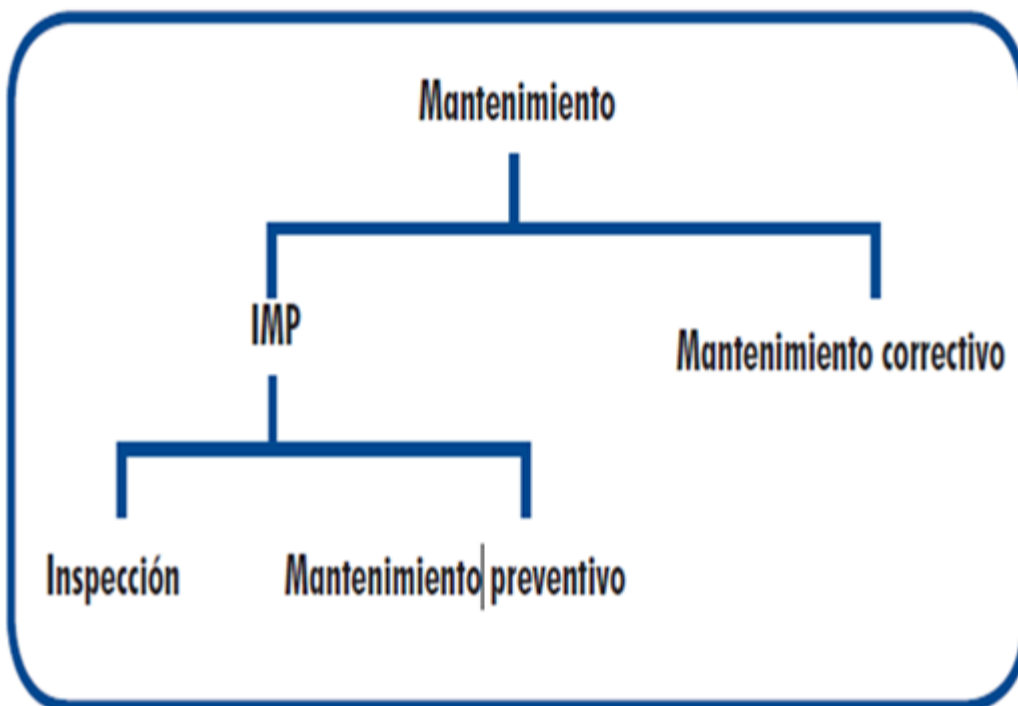 Mantenimiento
IMP
Mantenimiento correctivo
Inspección
Mantenimiento preventivo